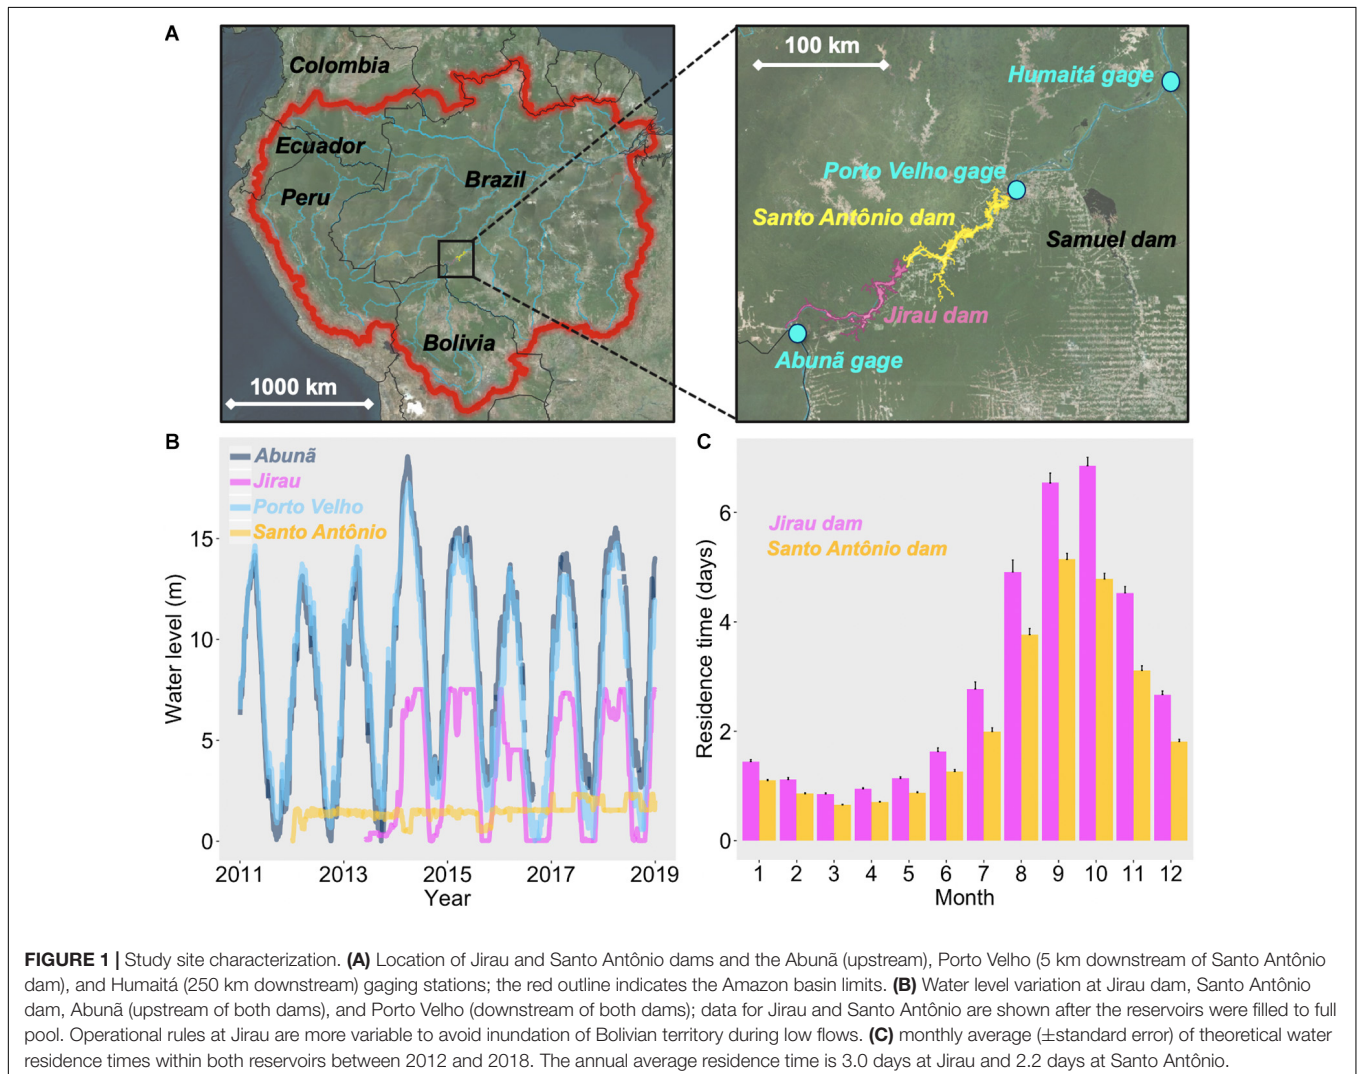 A
Colombia
Ecuador
Peru
Brazil
Bolivia
1000 km
100 km
Humaitá gage
Porto Velho gage
Santo Antônio dam
Samuel dam
Jirau dam
Abunã gage
B
Abunã
Jirau
Porto Velho
Santo Antônio
Water level (m)
15
10
5
0
2011 2013 2015 2017 2019
Year
C
Jirau dam
Santo Antônio dam
Residence time (days)
6
4
2
0
1 2 3 4 5 6 7 8 9 10 11 12
Month
FIGURE 1 | Study site characterization. (A) Location of Jirau and Santo Antônio dams and the Abunã (upstream), Porto Velho (5 km downstream of Santo Antônio
dam), and Humaitá (250 km downstream) gaging stations; the red outline indicates the Amazon basin limits. (B) Water level variation at Jirau dam, Santo Antônio
dam, Abunã (upstream of both dams), and Porto Velho (downstream of both dams); data for Jirau and Santo Antônio are shown after the reservoirs were filled to full
pool. Operational rules at Jirau are more variable to avoid inundation of Bolivian territory during low flows. (C) monthly average (±standard error) of theoretical water
residence times within both reservoirs between 2012 and 2018. The annual average residence time is 3.0 days at Jirau and 2.2 days at Santo Antônio.